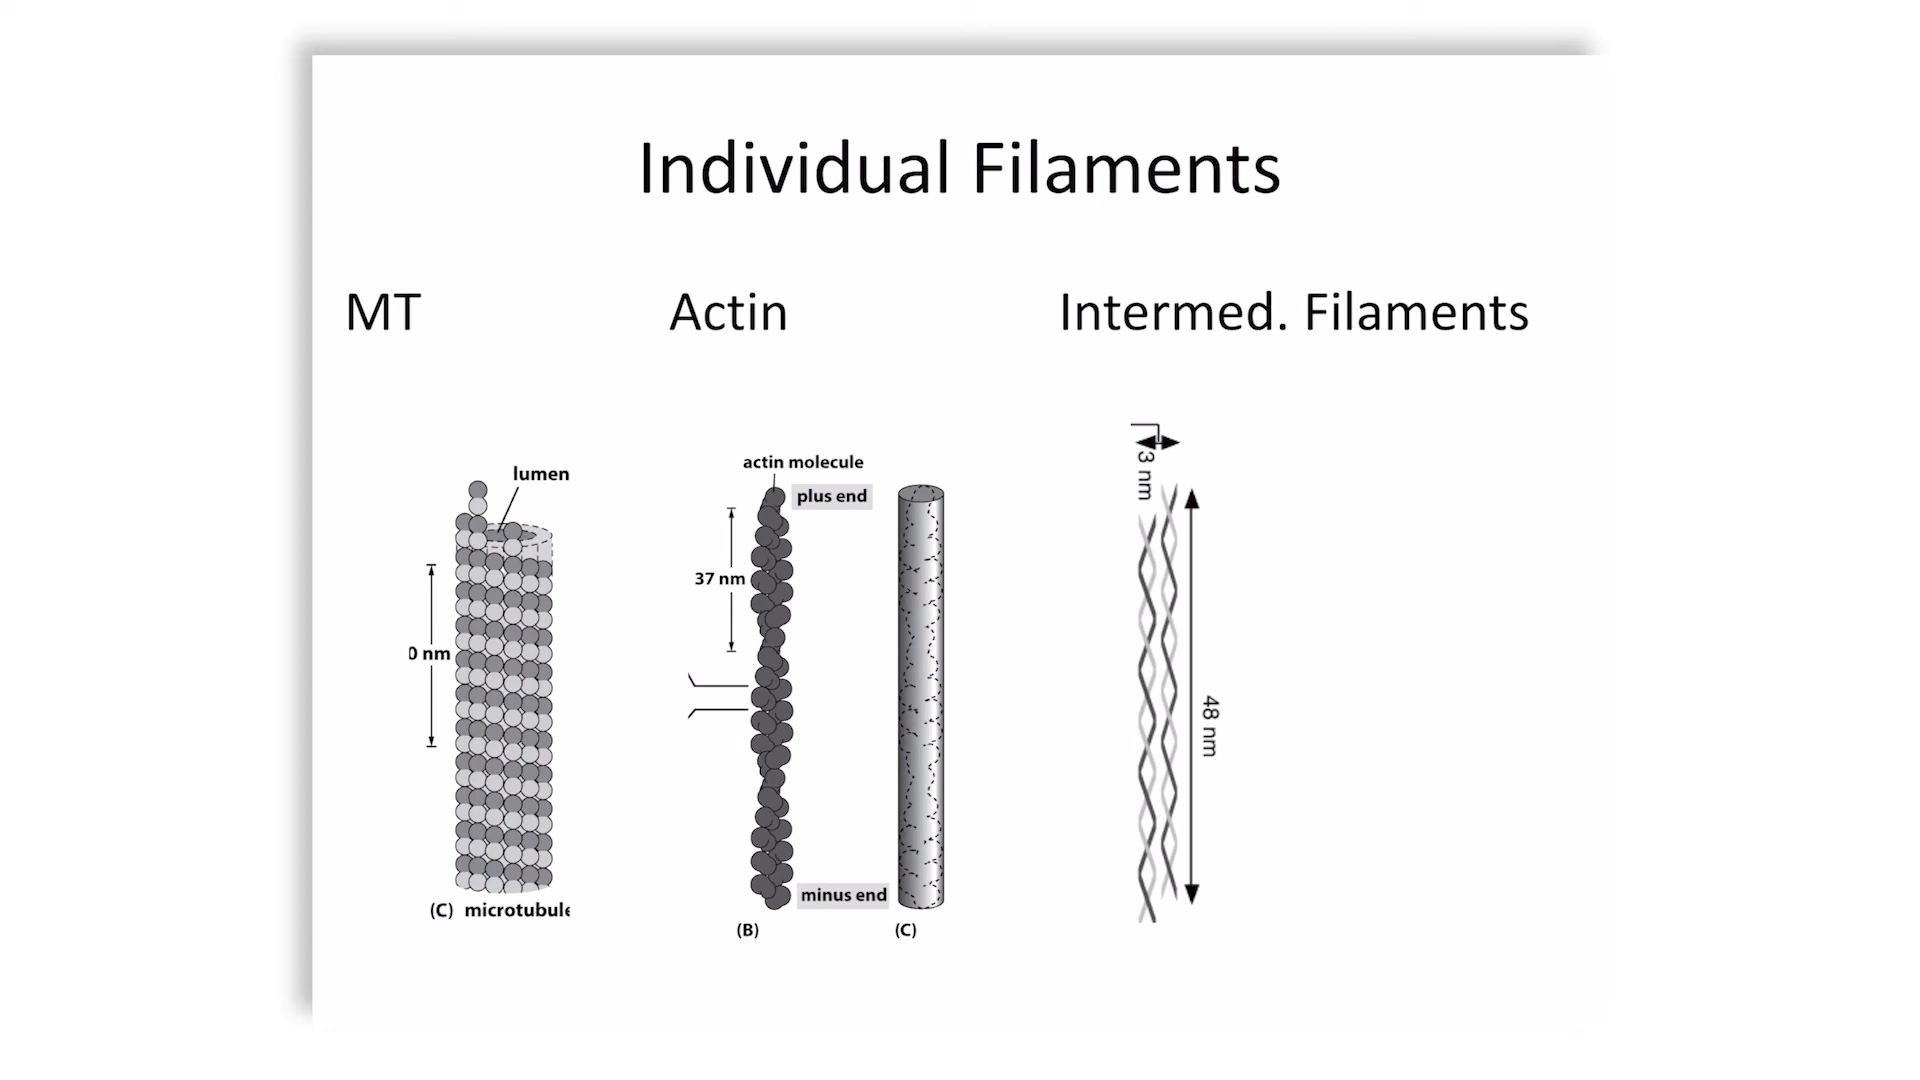 Individual Filaments
MT
Actin
Intermed. Filaments
lumen
0 nm
(C) microtubule
actin molecule
plus end
37 nm
minus end
(B)
(C)
3 nm
48 nm